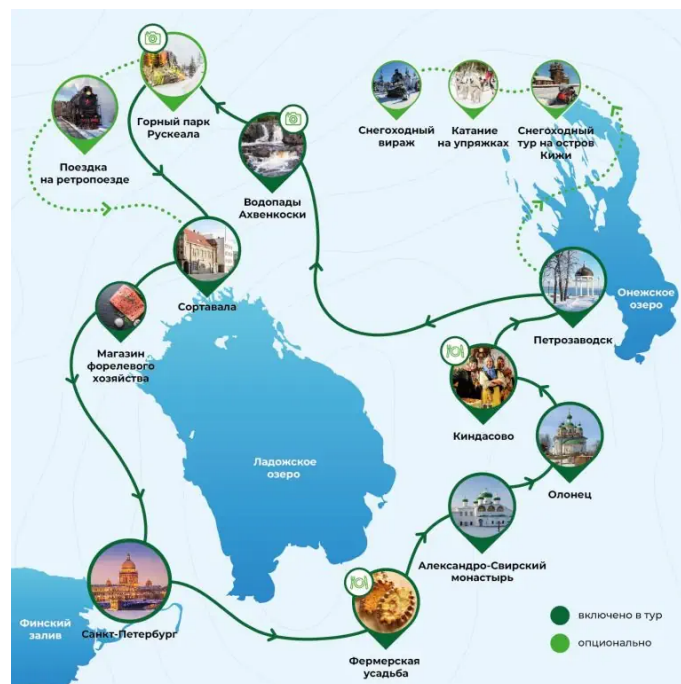 Горный парк
Рускеала
Поездка
на ретропоезде
Водопады
Ахвенкоски
Снегоходный
вираж
Катание
на упряжках
Снегоходный
тур на остров
Кижи
Сортавала
Онежское
озеро
Петрозаводск
Магазин
форелевого
хозяйства
Киндасово
Ладожское
озеро
Олонец
Александро-Свирский
монастырь
Финский
залив
Санкт-Петербург
Фермерская
усадьба
включено в тур
опционально